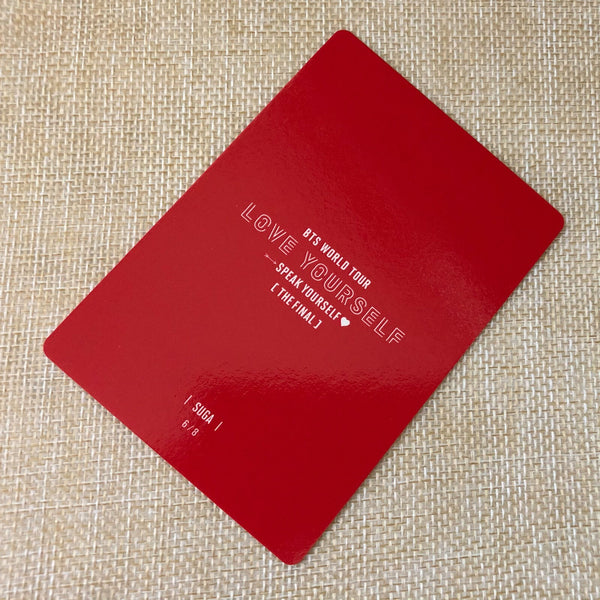 BTS WORLD TOUR
LOVE YOURSELF
SPEAK YOURSELF
[ THE FINAL ]
| SUGA |
6/8